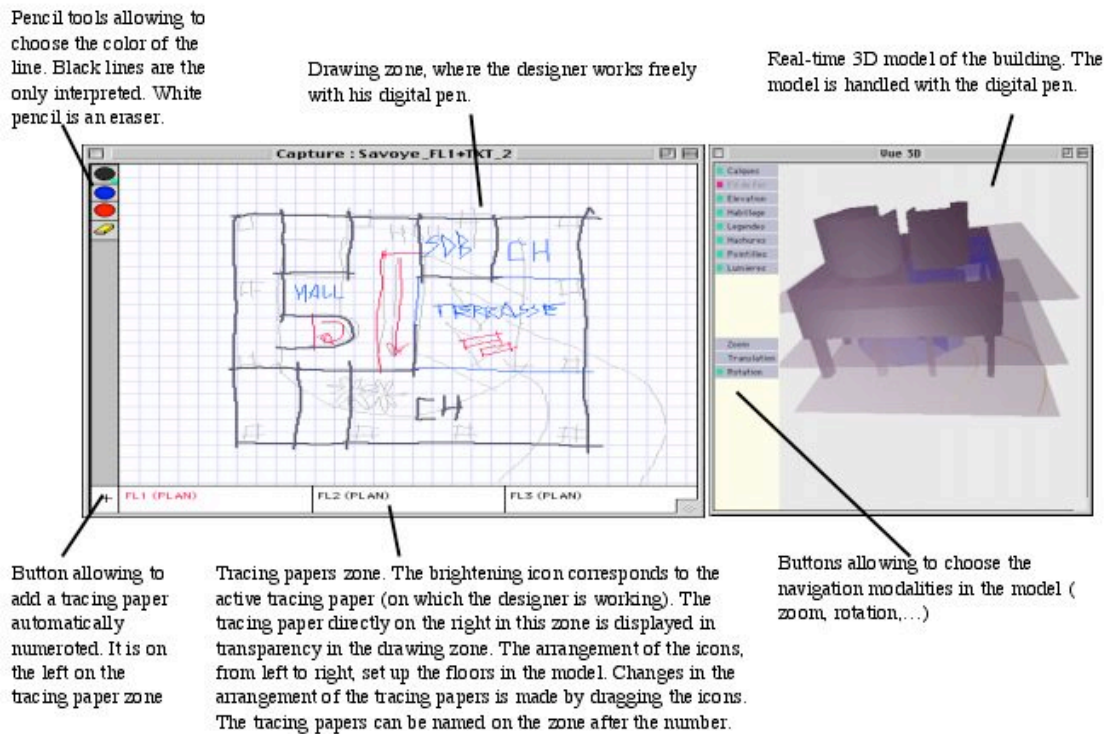 Pencil tools allowing to
choose the color of the
line. Black lines are the
only interpreted. White
pencil is an eraser.
Drawing zone, where the designer works freely
with his digital pen.
Real-time 3D model of the building. The
model is handled with the digital pen.
Capture : Savoye_FL1+TXT_2
SDB
CH
HALL
TERRASSE
CH
+
FL1 (PLAN)
FL2 (PLAN)
FL3 (PLAN)
Vue 3D
Calques
Elevation
Habillage
Legendes
Hachures
Pointilles
Lumieres
Zoom
Translation
Rotation
Button allowing to
add a tracing paper
automatically
numeroted. It is on
the left on the
tracing paper zone
Tracing papers zone. The brightening icon corresponds to the
active tracing paper (on which the designer is working). The
tracing paper directly on the right in this zone is displayed in
transparency in the drawing zone. The arrangement of the icons,
from left to right, set up the floors in the model. Changes in the
arrangement of the tracing papers is made by dragging the icons.
The tracing papers can be named on the zone after the number.
Buttons allowing to choose the
navigation modalities in the model (
zoom, rotation,…)